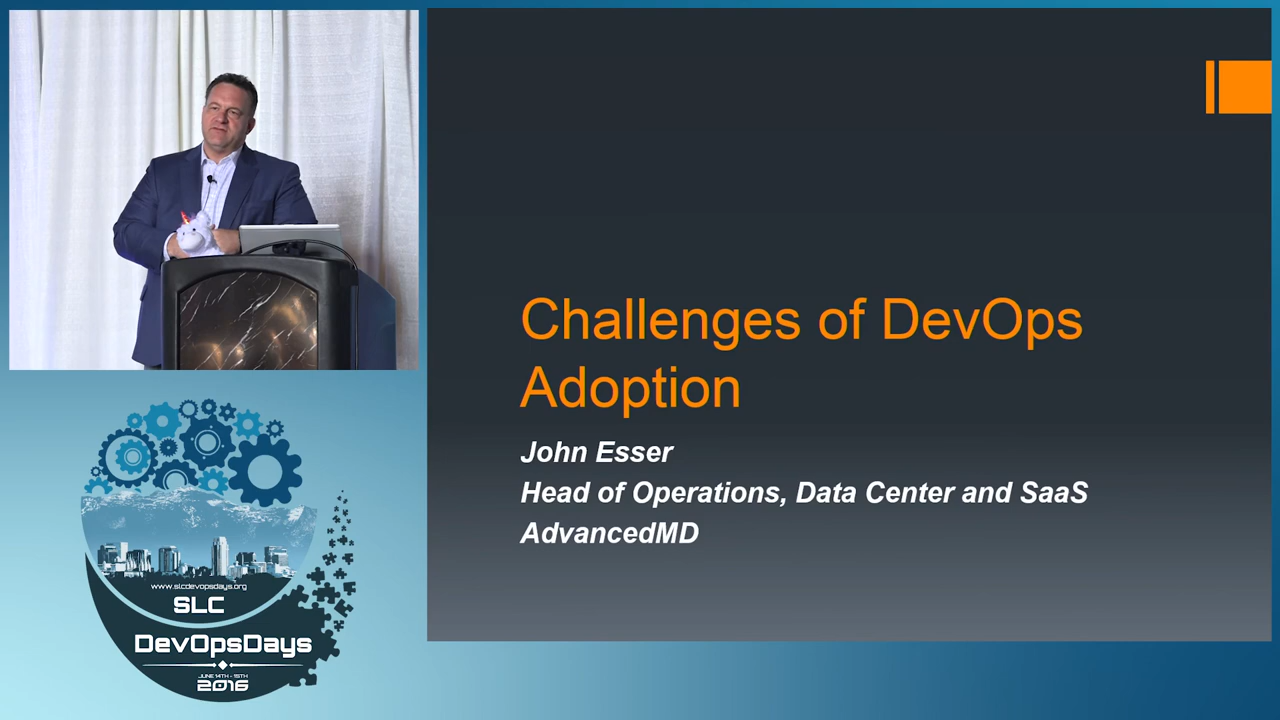 Challenges of DevOps
Adoption
John Esser
Head of Operations, Data Center and SaaS
AdvancedMD
www.slcdevopsdays.org
SLC
DevOpsDays
JUNE 14TH - 15TH
2016